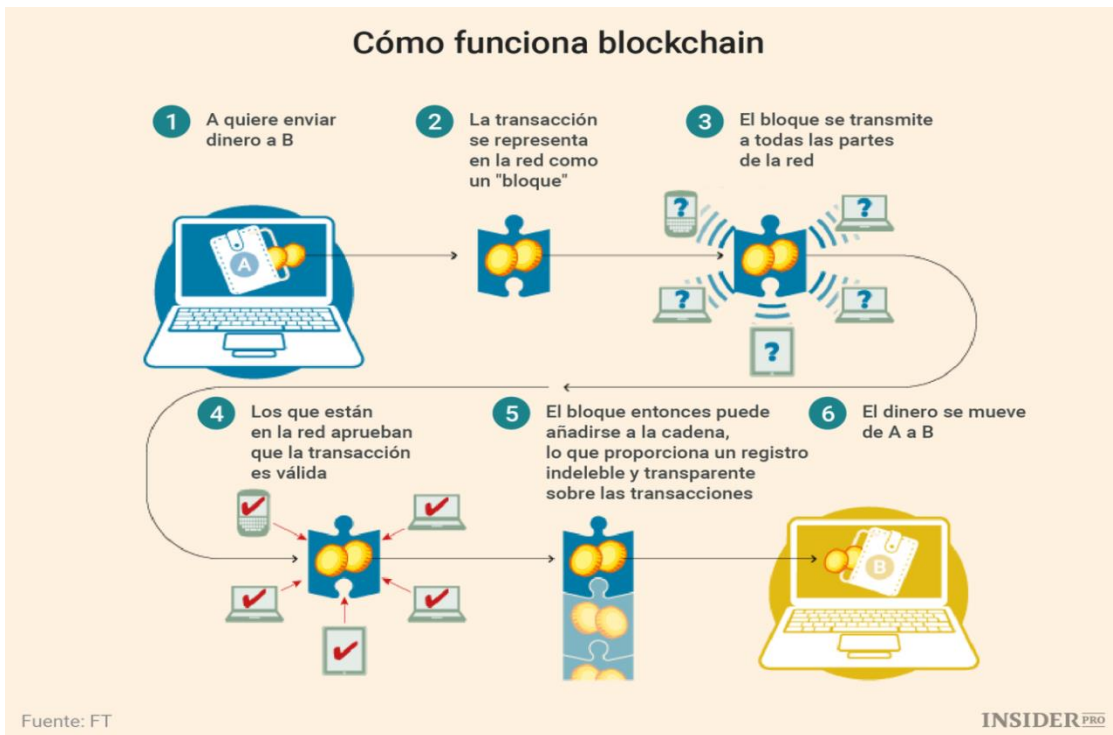 Cómo funciona blockchain
1
A quiere enviar
dinero a B
2
La transacción
se representa
en la red como
un "bloque"
3
El bloque se transmite
a todas las partes
de la red
A
?
?
?
?
?
4
Los que están
en la red aprueban
que la transacción
es válida
5
El bloque entonces puede
añadirse a la cadena,
lo que proporciona un registro
indeleble y transparente
sobre las transacciones
6
El dinero se mueve
de A a B
B
Fuente: FT
INSIDER PRO